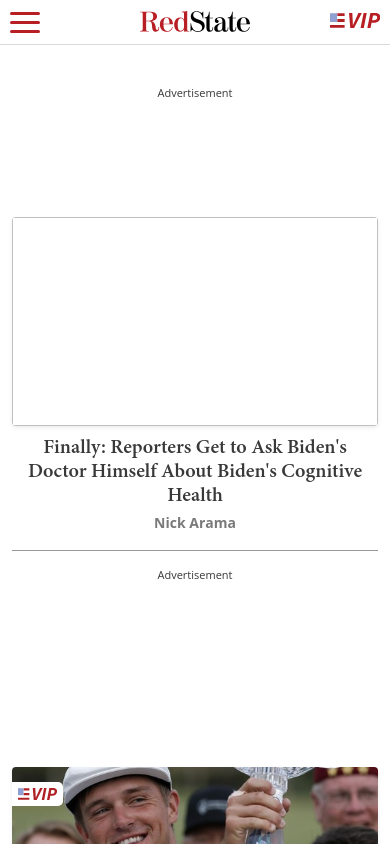 RedState
VIP
Advertisement
Finally: Reporters Get to Ask Biden's
Doctor Himself About Biden's Cognitive
Health
Nick Arama
Advertisement
VIP